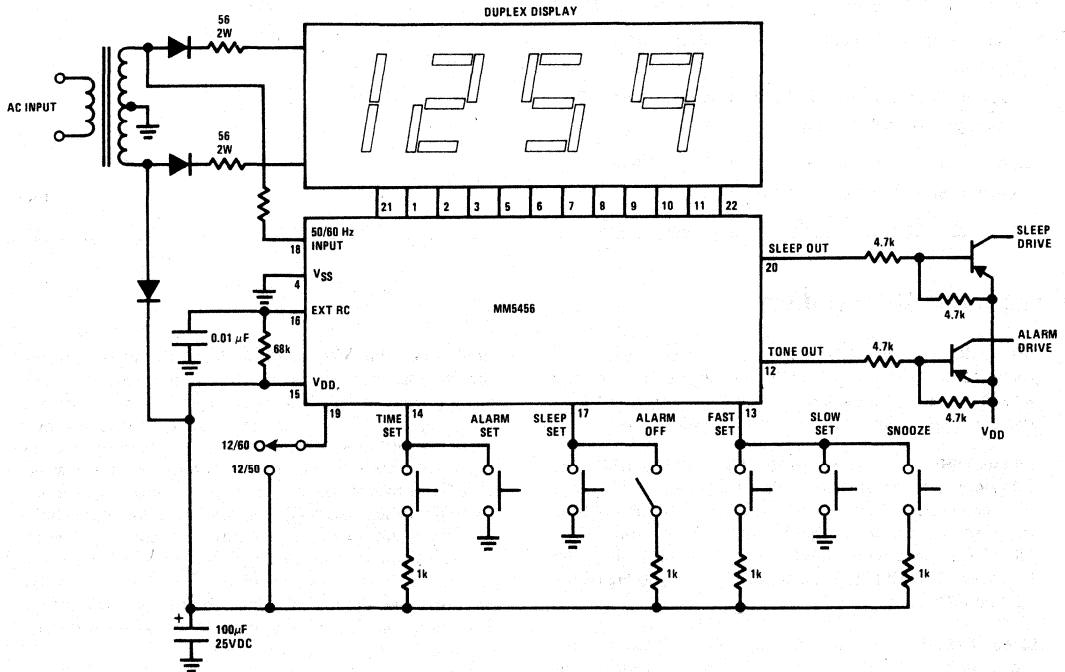 DUPLEX DISPLAY
56
2W
AC INPUT
1259
56
2W
21 1 2 3 5 6 7 8 9 10 11 22
50/60 Hz
INPUT
18
VSS
4
EXT RC
16
MM5456
0.01 μF
68k
VDD,
15
SLEEP OUT
20
4.7k
SLEEP
DRIVE
4.7k
TONE OUT
12
4.7k
ALARM
DRIVE
4.7k
VDD
19
12/60
12/50
TIME
SET
14
ALARM
SET
SLEEP
SET
17
ALARM
OFF
FAST
SET
13
SLOW
SET
SNOOZE
1k
1k
1k
1k
+
100μF
25VDC